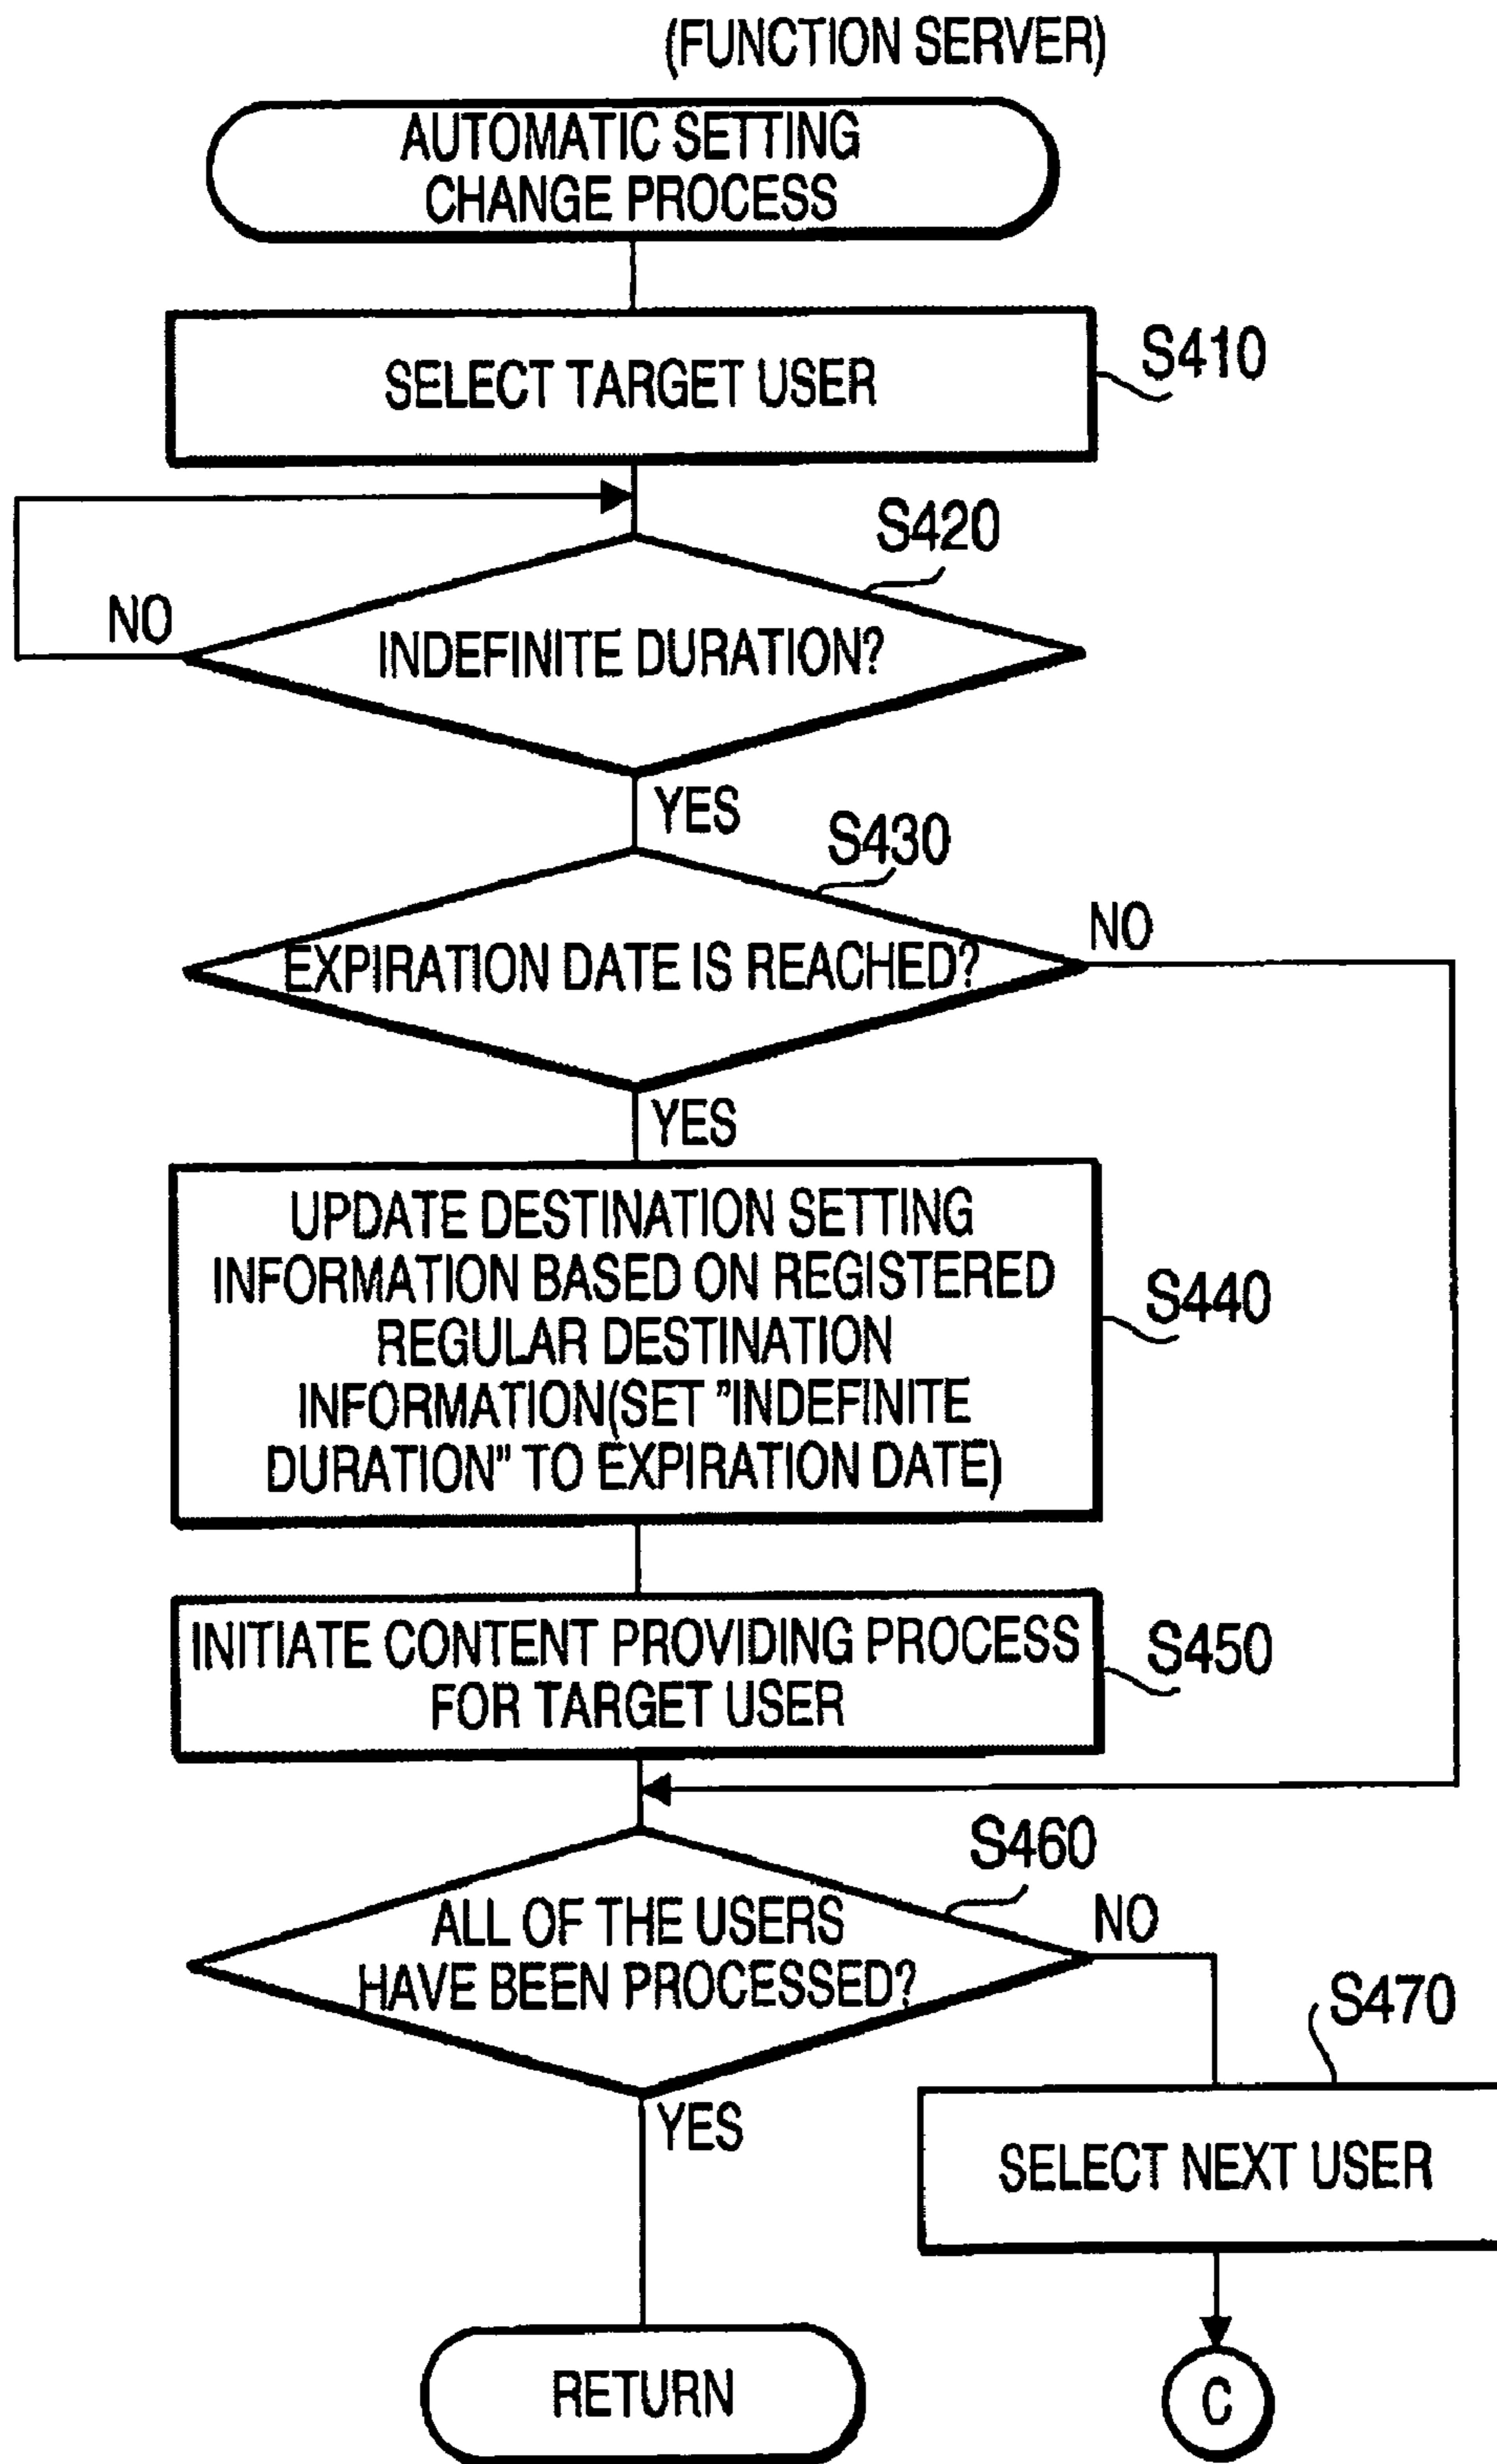 (FUNCTION SERVER)
AUTOMATIC SETTING
CHANGE PROCESS
SELECT TARGET USER
S410
S420
NO
INDEFINITE DURATION?
YES
S430
NO
EXPIRATION DATE IS REACHED?
YES
UPDATE DESTINATION SETTING
INFORMATION BASED ON REGISTERED
REGULAR DESTINATION
INFORMATION(SET "INDEFINITE
DURATION" TO EXPIRATION DATE)
S440
INITIATE CONTENT PROVIDING PROCESS
FOR TARGET USER
S450
S460
NO
ALL OF THE USERS
HAVE BEEN PROCESSED?
S470
YES
SELECT NEXT USER
RETURN
C